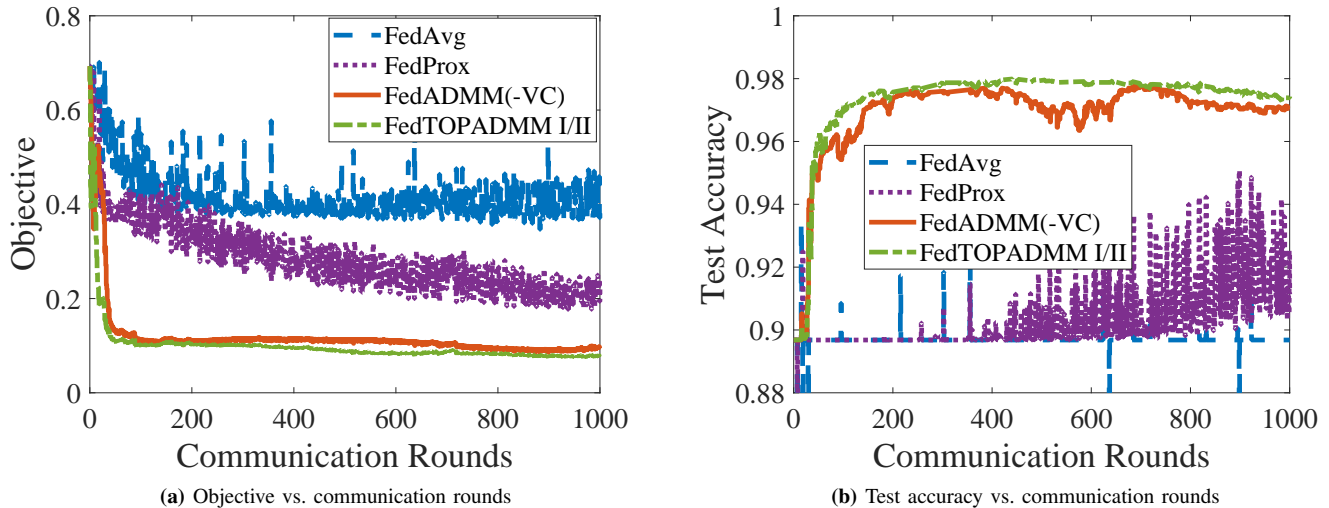 0.8
0.6
0.4
0.2
0
Objective
FedAvg
FedProx
FedADMM(-VC)
FedTOPADMM I/II
0 200 400 600 800 1000
Communication Rounds
(a) Objective vs. communication rounds
1
0.98
0.96
0.94
0.92
0.9
0.88
Test Accuracy
FedAvg
FedProx
FedADMM(-VC)
FedTOPADMM I/II
0 200 400 600 800 1000
Communication Rounds
(b) Test accuracy vs. communication rounds